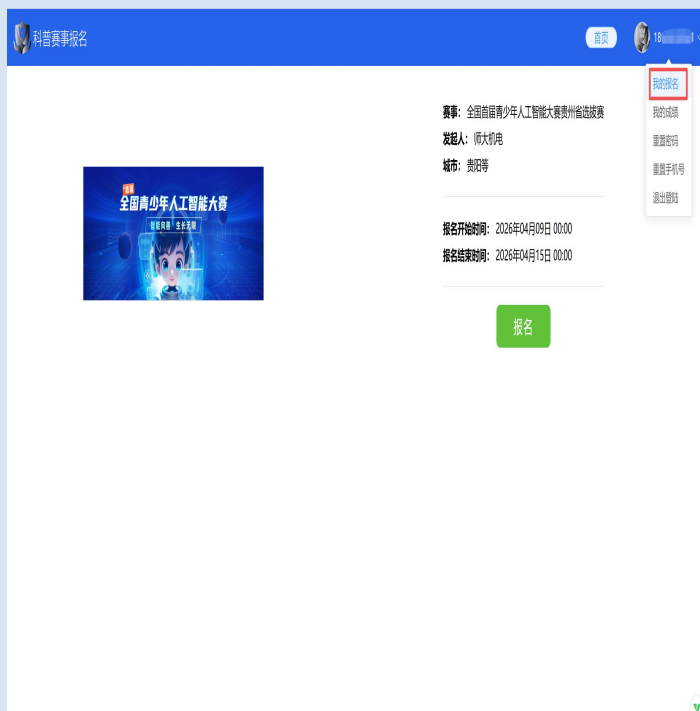 科普赛事报名
首页
18 1
我的报名
我的成绩
重置密码
重置手机号
退出登陆
首届
全国青少年人工智能大赛
智能向善 生长无限
赛事： 全国首届青少年人工智能大赛贵州省选拔赛
发起人： 师大机电
城市： 贵阳等
报名开始时间： 2026年04月09日 00:00
报名结束时间： 2026年04月15日 00:00
报名